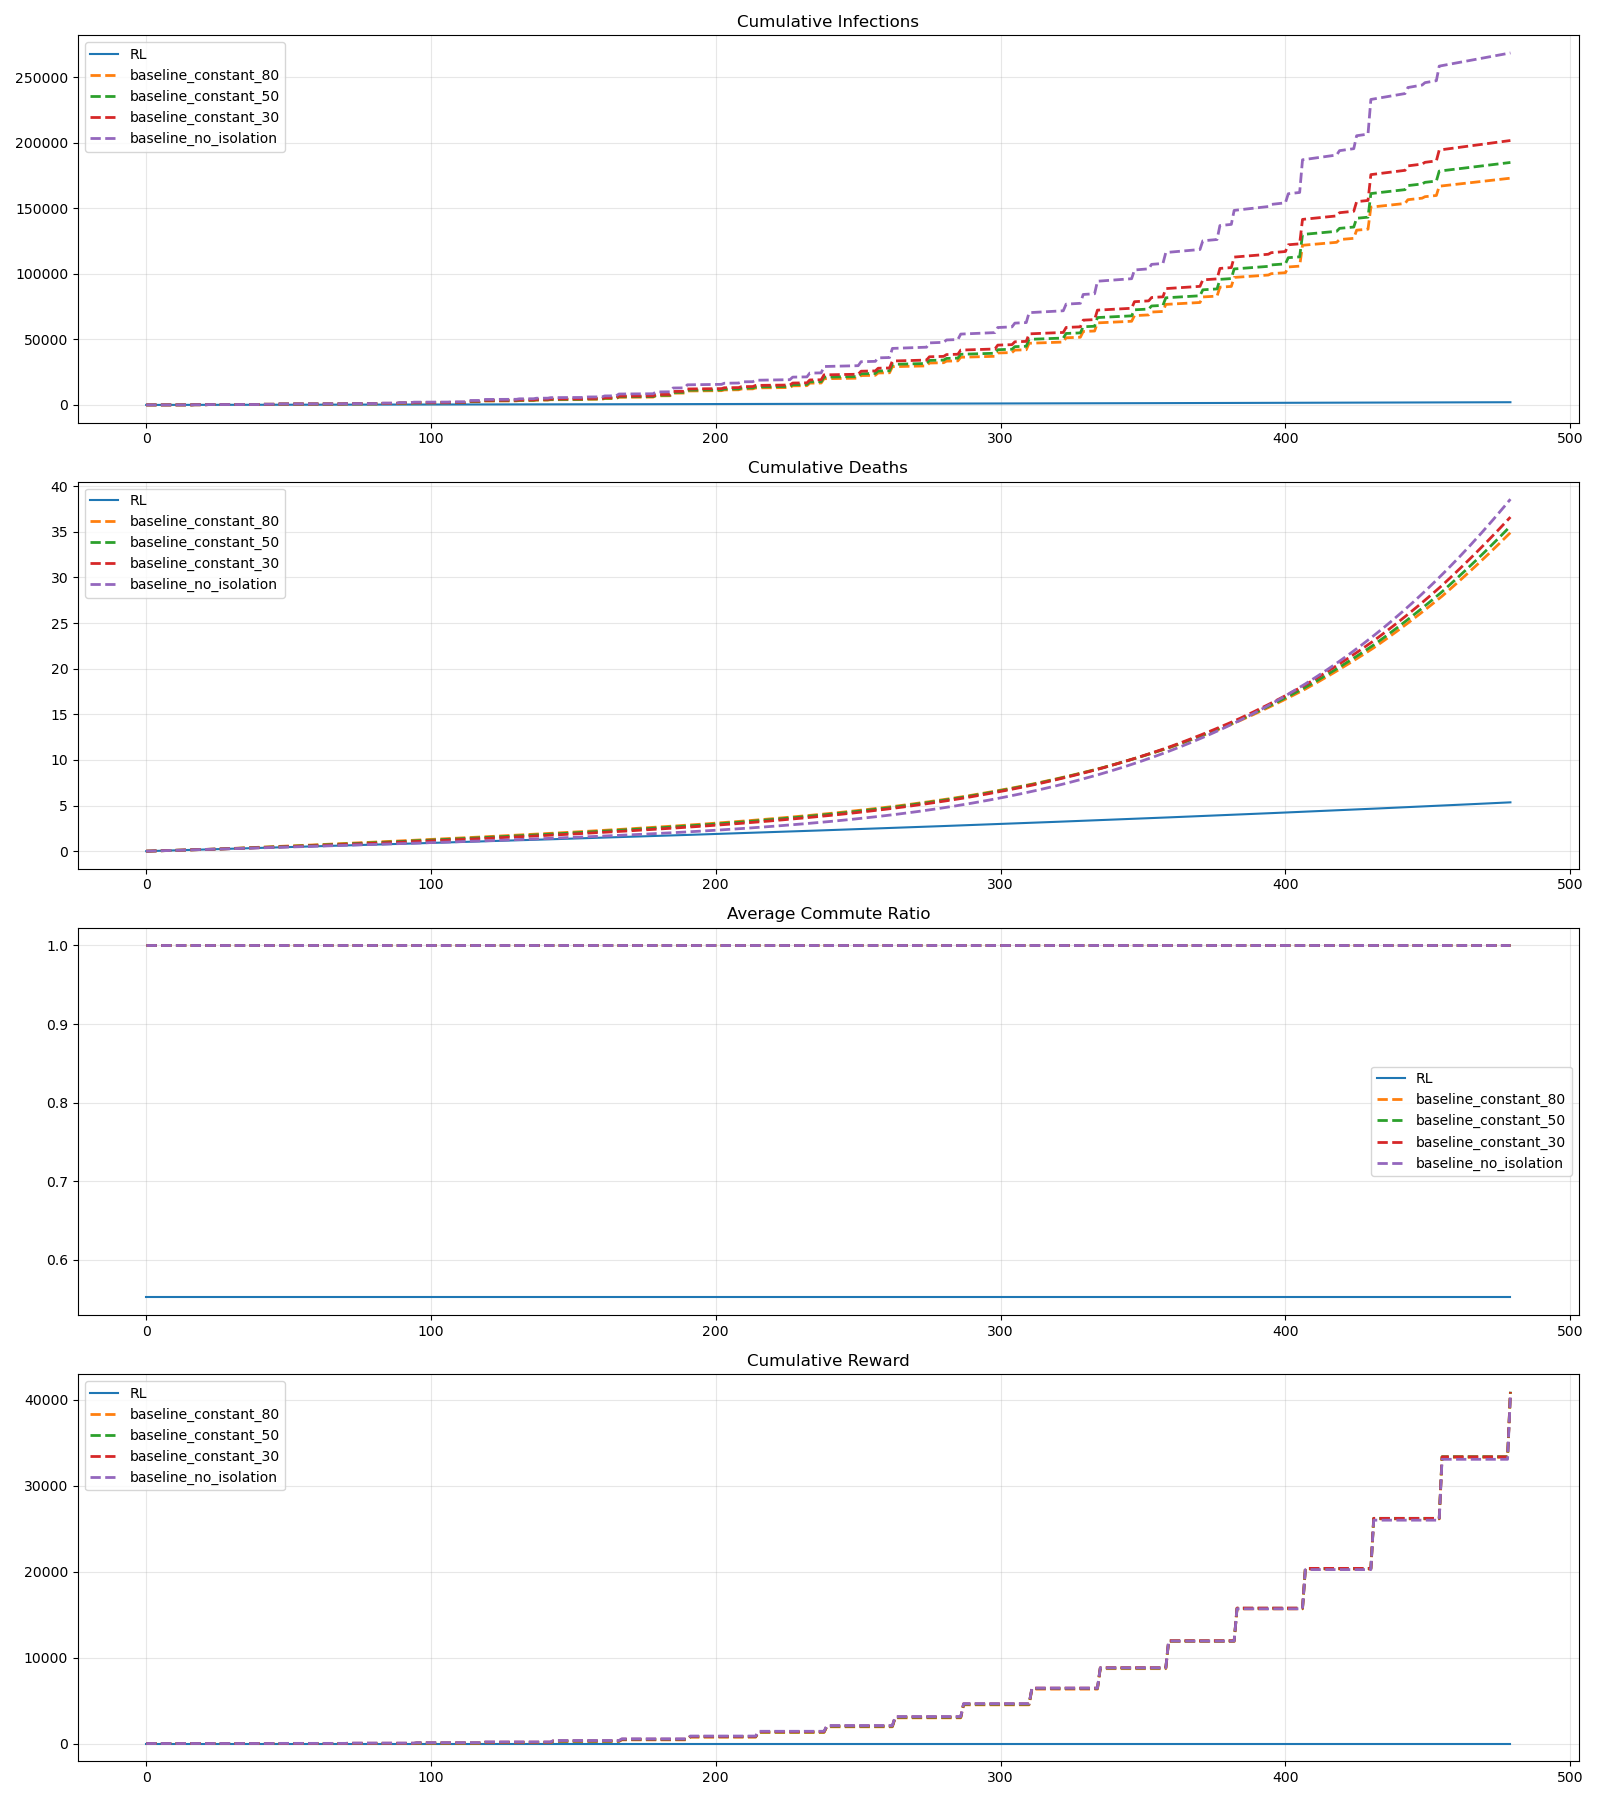 Cumulative Infections
RL
baseline_constant_80
baseline_constant_50
baseline_constant_30
baseline_no_isolation
250000
200000
150000
100000
50000
0
0 100 200 300 400 500
Cumulative Deaths
RL
baseline_constant_80
baseline_constant_50
baseline_constant_30
baseline_no_isolation
40
35
30
25
20
15
10
5
0
0 100 200 300 400 500
Average Commute Ratio
1.0
0.9
0.8
0.7
0.6
RL
baseline_constant_80
baseline_constant_50
baseline_constant_30
baseline_no_isolation
0 100 200 300 400 500
Cumulative Reward
RL
baseline_constant_80
baseline_constant_50
baseline_constant_30
baseline_no_isolation
40000
30000
20000
10000
0
0 100 200 300 400 500